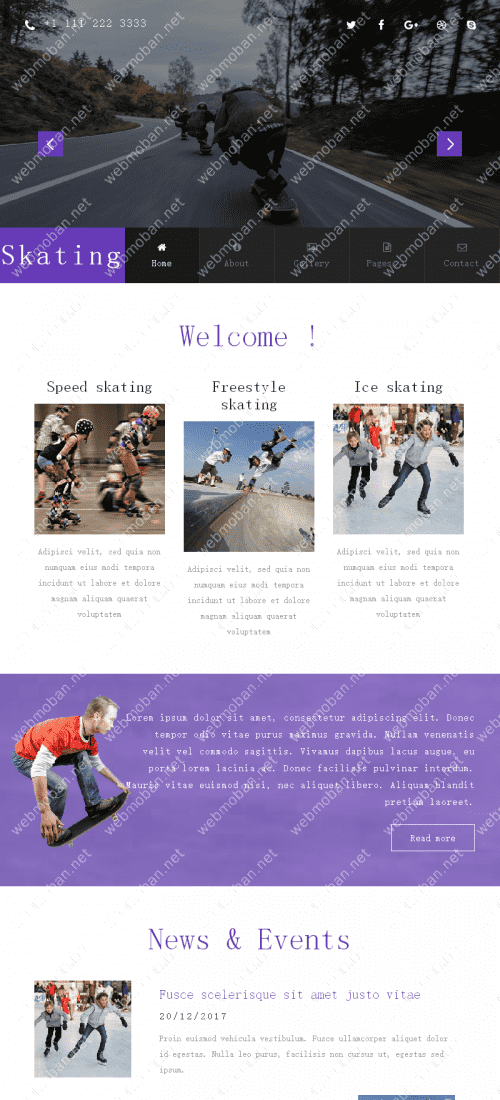 +1 111 222 3333
Skating
Home
About
Gallery
Pages
Contact
Welcome !
Speed skating
Adipisci velit, sed quia non
numquam eius modi tempora
incidunt ut labore et dolore
magnam aliquam quaerat
voluptatem
Freestyle
skating
Adipisci velit, sed quia non
numquam eius modi tempora
incidunt ut labore et dolore
magnam aliquam quaerat
voluptatem
Ice skating
Adipisci velit, sed quia non
numquam eius modi tempora
incidunt ut labore et dolore
magnam aliquam quaerat
voluptatem
Lorem ipsum dolor sit amet, consectetur adipiscing elit. Donec
tempor odio vitae purus maximus gravida. Nullam venenatis
velit vel commodo sagittis. Vivamus dapibus lacus augue, eu
porta lorem lacinia ac. Donec facilisis pulvinar interdum.
Mauris vitae euismod nisi, nec aliquet libero. Aliquam blandit
pretium laoreet.
Read more
News & Events
Fusce scelerisque sit amet justo vitae
20/12/2017
Proin euismod vehicula vestibulum. Fusce ullamcorper aliquet dolor
id egestas. Nulla leo purus, facilisis non cursus ut, egestas sed
ipsum.
webmoban.net